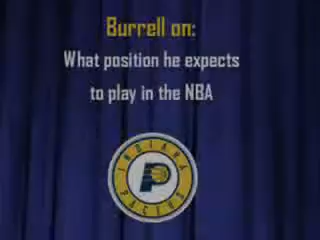 Burrell on:
What position he expects
to play in the NBA
INDIANA
P
PACERS